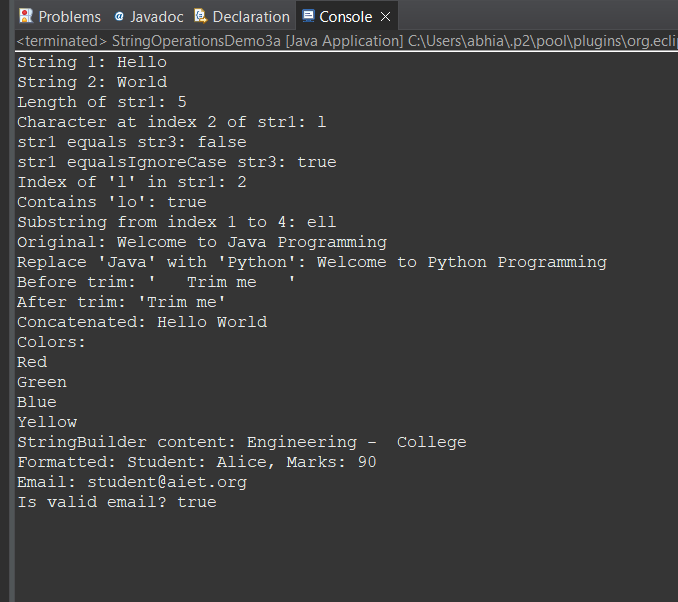 Problems Javadoc Declaration Console
<terminated> StringOperationsDemo3a [Java Application] C:\Users\abhia\.p2\pool\plugins\org.eclip
String 1: Hello
String 2: World
Length of str1: 5
Character at index 2 of str1: l
str1 equals str3: false
str1 equalsIgnoreCase str3: true
Index of 'l' in str1: 2
Contains 'lo': true
Substring from index 1 to 4: ell
Original: Welcome to Java Programming
Replace 'Java' with 'Python': Welcome to Python Programming
Before trim: '   Trim me   '
After trim: 'Trim me'
Concatenated: Hello World
Colors:
Red
Green
Blue
Yellow
StringBuilder content: Engineering -  College
Formatted: Student: Alice, Marks: 90
Email: student@aiet.org
Is valid email? true